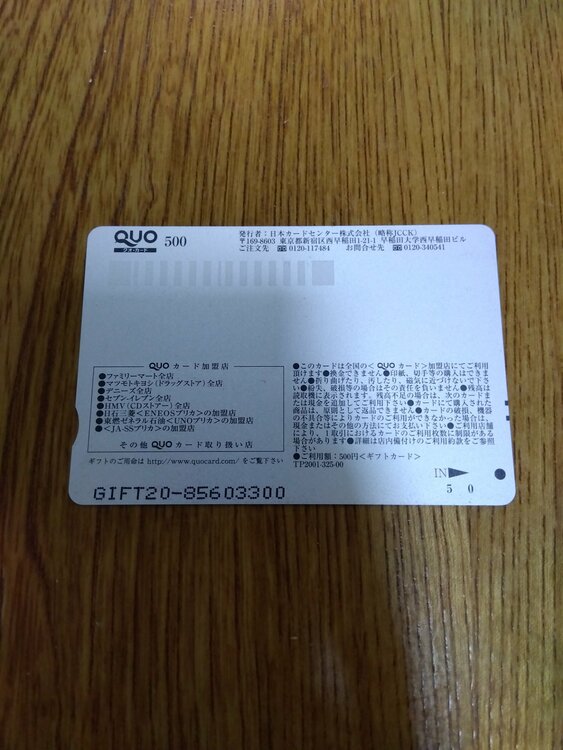 QUO 500
クオ・カード
発行者：日本カードセンター株式会社（略称JCCK）
〒169-8603 東京都新宿区西早稲田1-21-1 早稲田大学西早稲田ビル
ご注文先 0120-117484 お問合せ先 0120-340541
QUO カード加盟店
●ファミリーマート全店
●マツモトキヨシ(ドラッグストア)全店
●デニーズ全店
●セブン-イレブン全店
●HMV(CDストアー)全店
●日石三菱<ENEOSプリカ>の加盟店
●東燃ゼネラル石油<UNOプリカ>の加盟店
●<JA-SSプリカ>の加盟店
その他 QUO カード取り扱い店
ギフトのご用命は http://www.quocard.com/ をご覧下さい
●このカードは全国の< QUO カード>加盟店にてご利用
頂けます●換金できません●印紙、切手等の購入はできま
せん●折り曲げたり、汚したり、磁気に近づけないで下さ
い●紛失、破損等の場合はその責を負いません●残高は
読取機に表示されます。残高不足の場合は、次のカードま
たは現金を追加してご利用下さい●カードにて購入された
商品は、原則として返品できません●カードの破損、機器
の不具合等によりカードのご利用ができなかった場合は、
現金またはその他の方法にてお支払い下さい●ご利用店舗
により、1取引におけるカードのご利用枚数に制限がある
場合があります●詳細は店内備付けのご利用約款をご参照
下さい
●ご利用額：500円<ギフトカード>
TP2001-325-00
IN
5 0
GIFT20-85603300